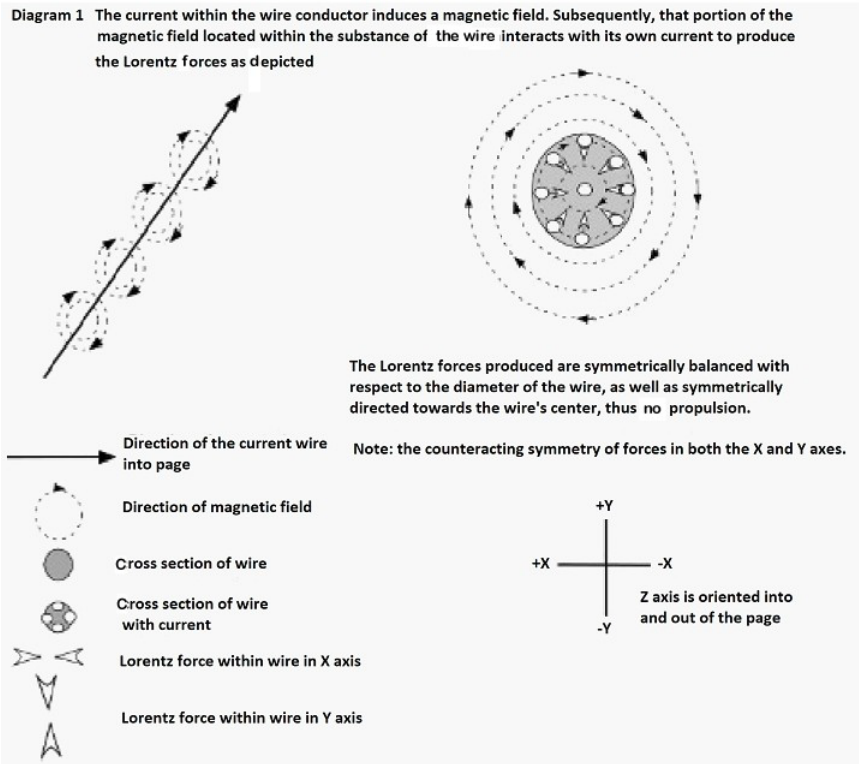 Diagram 1 The current within the wire conductor induces a magnetic field. Subsequently, that portion of the
magnetic field located within the substance of the wire interacts with its own current to produce
the Lorentz forces as depicted
The Lorentz forces produced are symmetrically balanced with
respect to the diameter of the wire, as well as symmetrically
directed towards the wire's center, thus no propulsion.
Direction of the current wire
into page
Note: the counteracting symmetry of forces in both the X and Y axes.
Direction of magnetic field
Cross section of wire
Cross section of wire
with current
Lorentz force within wire in X axis
Lorentz force within wire in Y axis
+Y
+X
-X
-Y
Z axis is oriented into
and out of the page